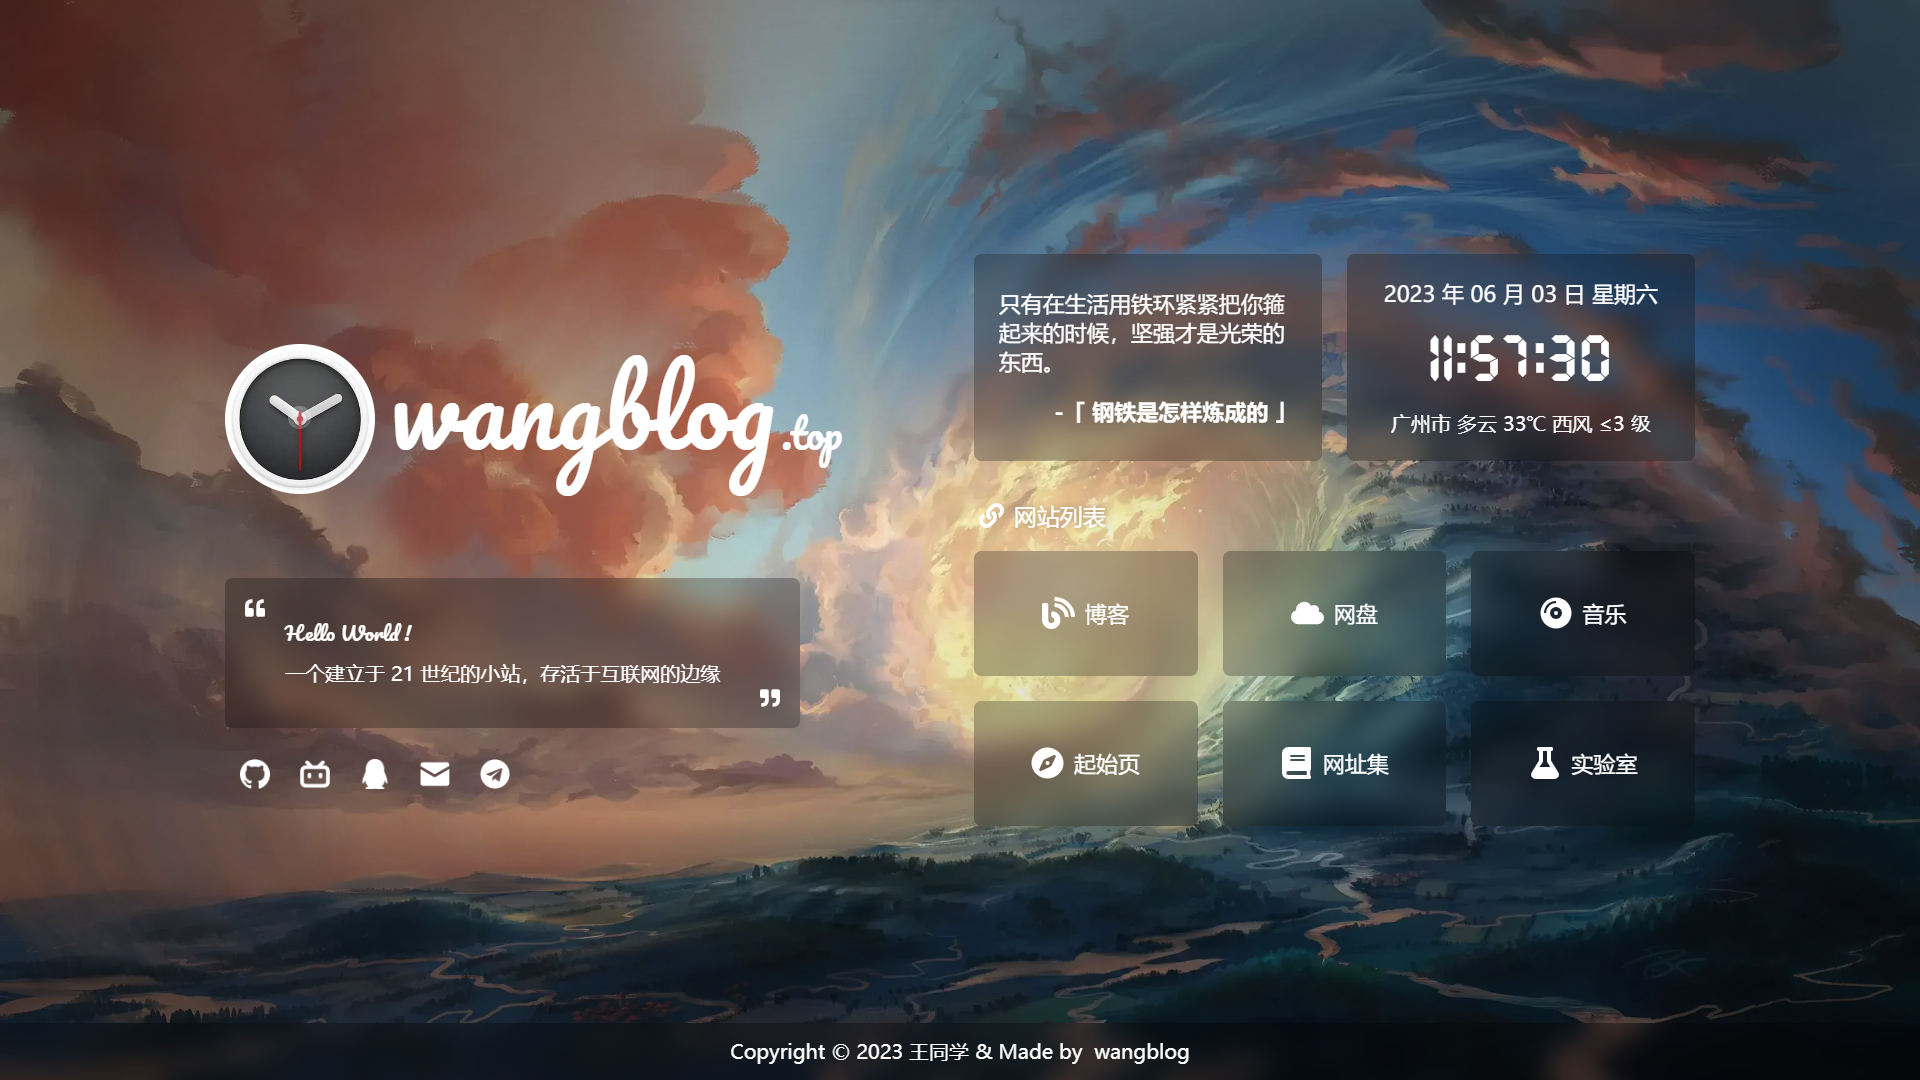 wangblog.top
Hello World !
一个建立于 21 世纪的小站，存活于互联网的边缘
只有在生活用铁环紧紧把你箍
起来的时候，坚强才是光荣的
东西。
-「 钢铁是怎样炼成的 」
2023 年 06 月 03 日 星期六
11:57:30
广州市 多云 33℃ 西风 ≤3 级
网站列表
博客
网盘
音乐
起始页
网址集
实验室
Copyright © 2023 王同学 & Made by wangblog